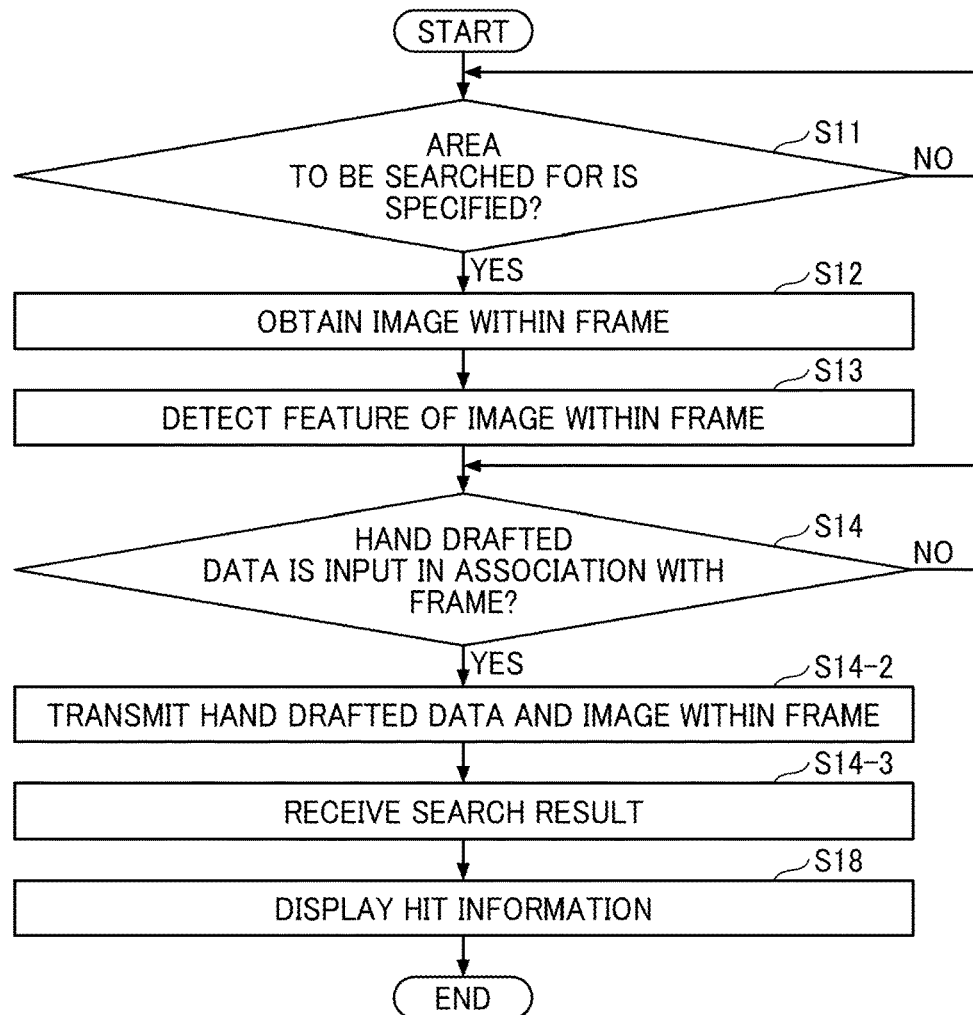 START
S11
AREA
TO BE SEARCHED FOR IS
SPECIFIED?
NO
YES
S12
OBTAIN IMAGE WITHIN FRAME
S13
DETECT FEATURE OF IMAGE WITHIN FRAME
S14
HAND DRAFTED
DATA IS INPUT IN ASSOCIATION WITH
FRAME?
NO
YES
S14-2
TRANSMIT HAND DRAFTED DATA AND IMAGE WITHIN FRAME
S14-3
RECEIVE SEARCH RESULT
S18
DISPLAY HIT INFORMATION
END